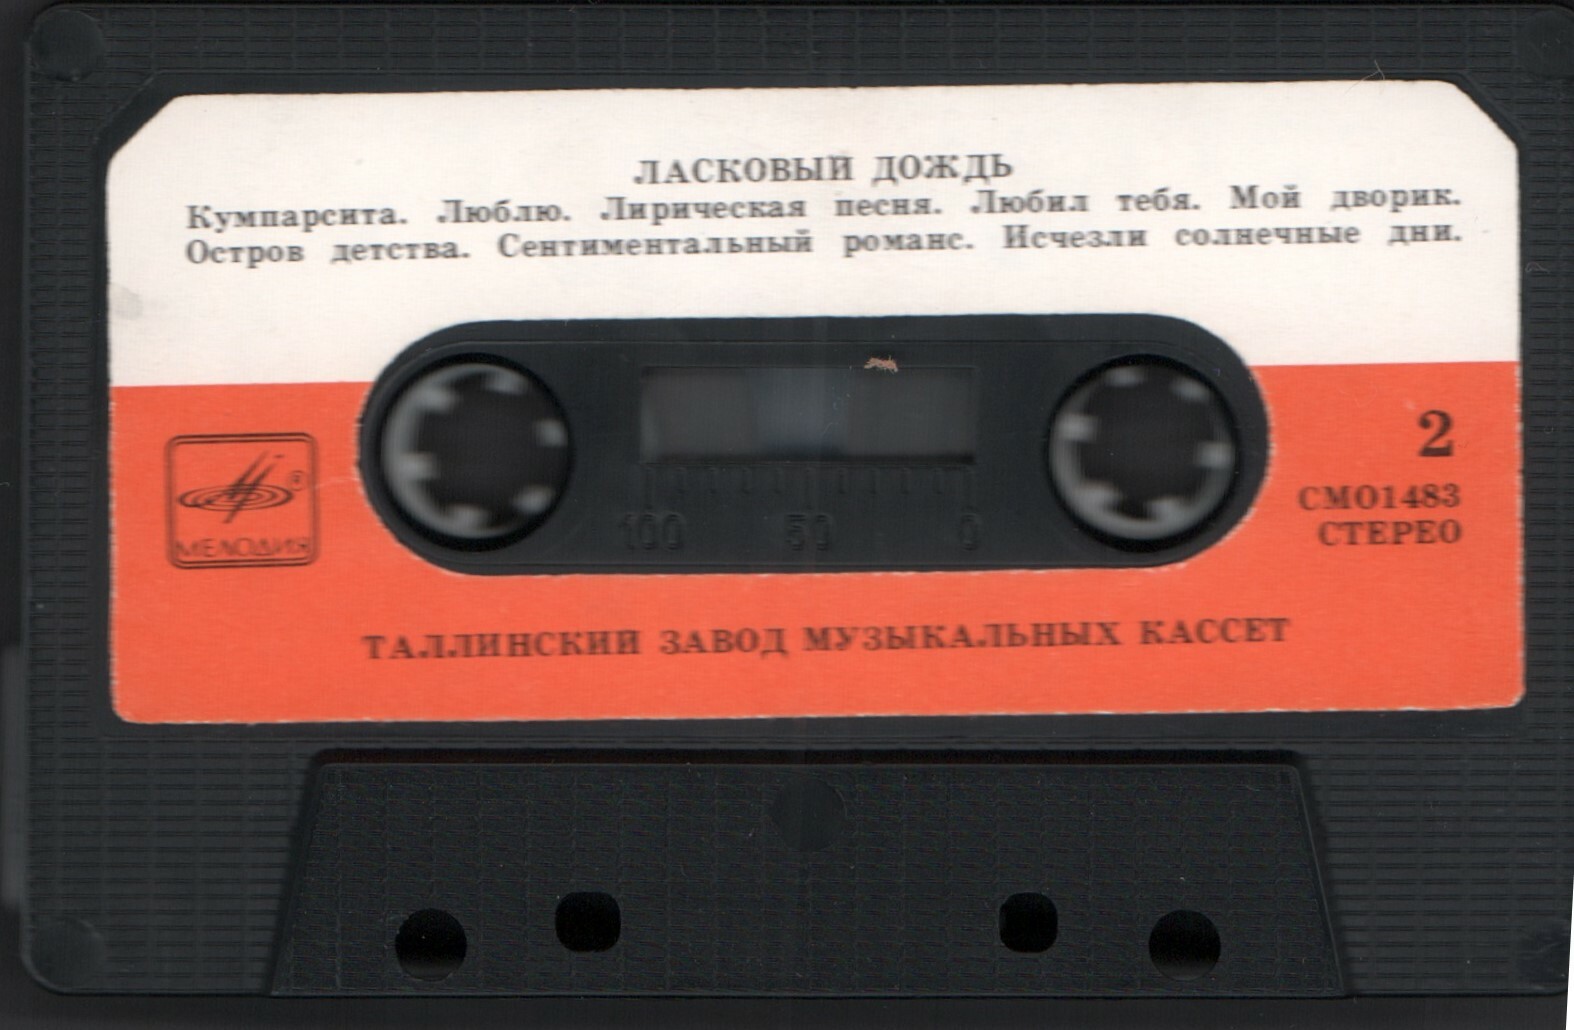 ЛАСКОВЫЙ ДОЖДЬ
Кумпарсита. Люблю. Лирическая песня. Любил тебя. Мой дворик.
Остров детства. Сентиментальный романс. Исчезли солнечные дни.
2
®
МЕЛОДИЯ
СМО1483
СТЕРЕО
100 50 0
ТАЛЛИНСКИЙ ЗАВОД МУЗЫКАЛЬНЫХ КАССЕТ